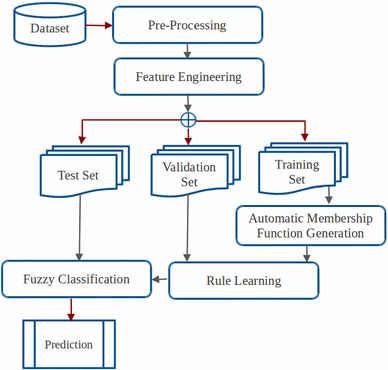 Dataset
Pre-Processing
Feature Engineering
Test Set
Validation
Set
Training
Set
Automatic Membership
Function Generation
Fuzzy Classification
Rule Learning
Prediction